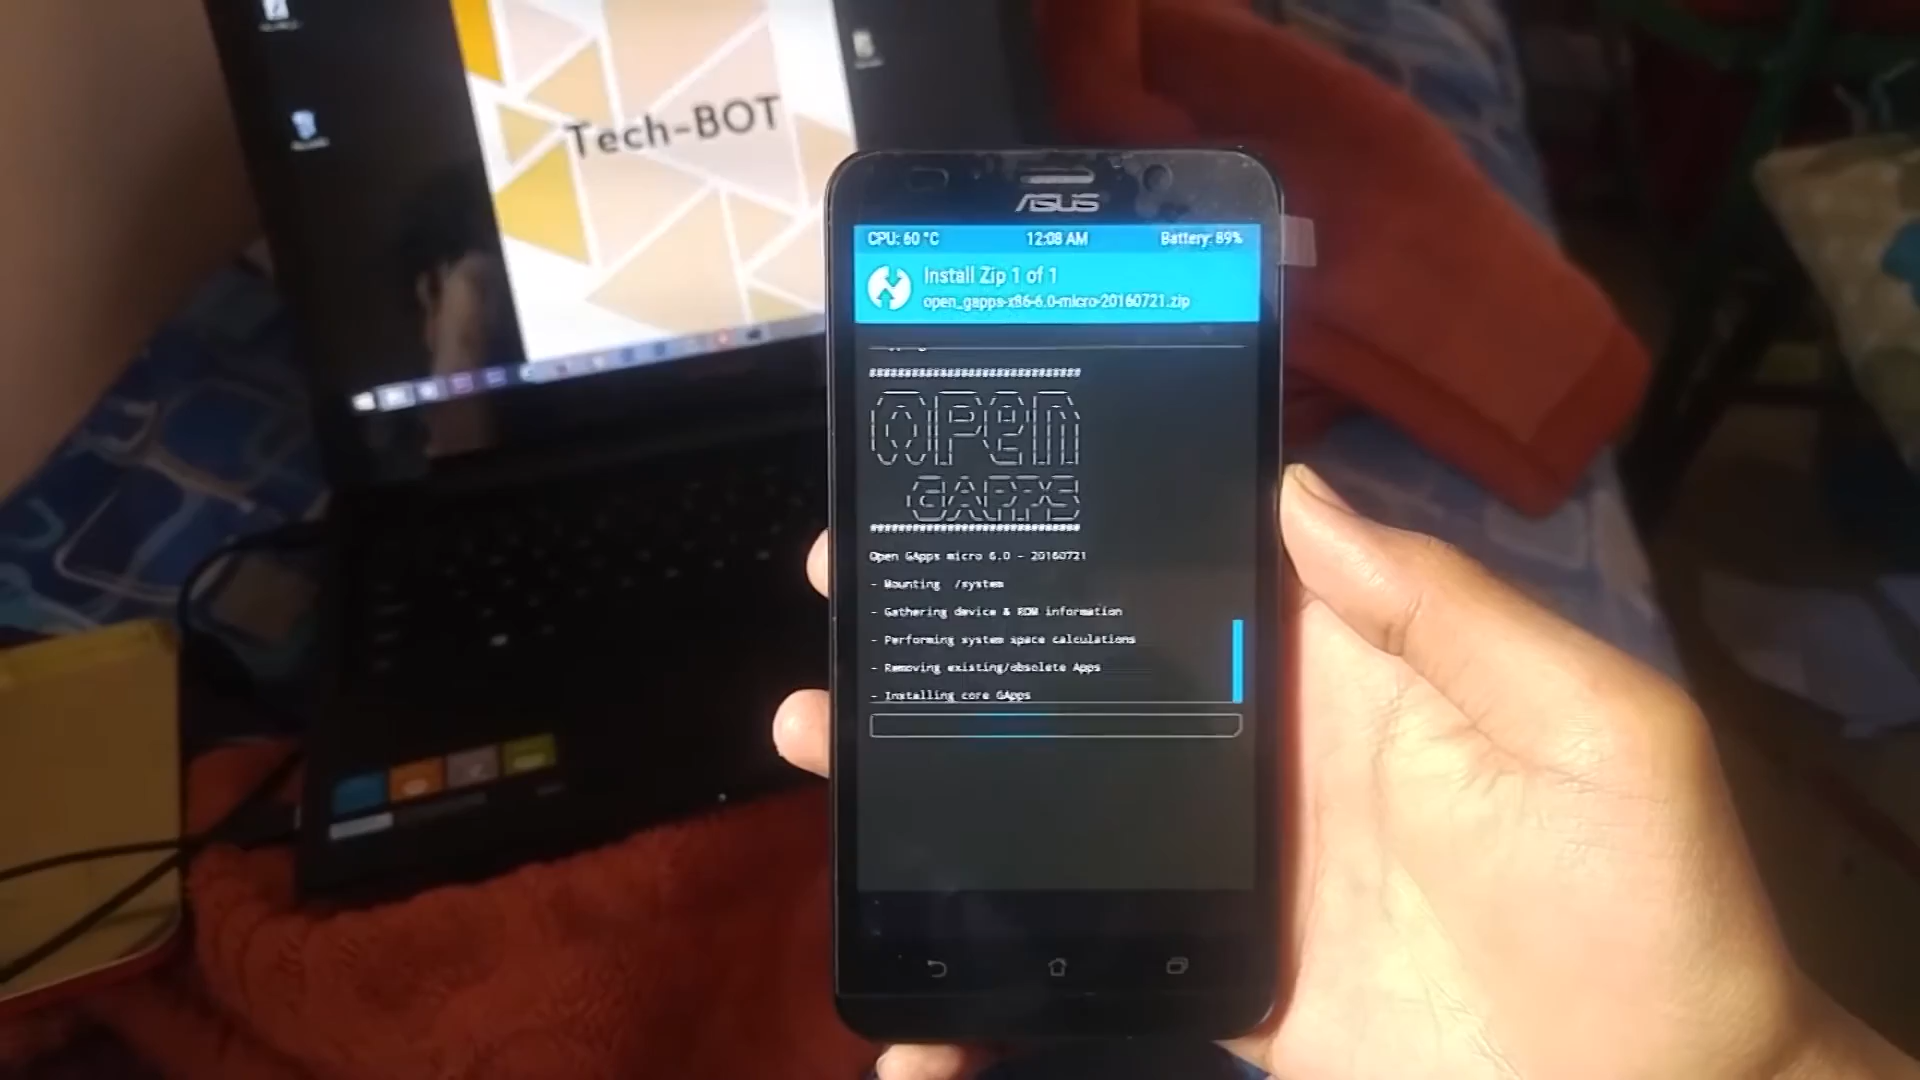 Tech-BOT
ASUS
CPU: 60 °C 12:08 AM Battery: 89%
Install Zip 1 of 1
open_gapps-x86-6.0-micro-20160721.zip
##############################
OPEN
GAPPS
##############################
Open GApps micro 6.0 - 20160721
- Mounting /system
- Gathering device & ROM information
- Performing system space calculations
- Removing existing/obsolete Apps
- Installing core GApps